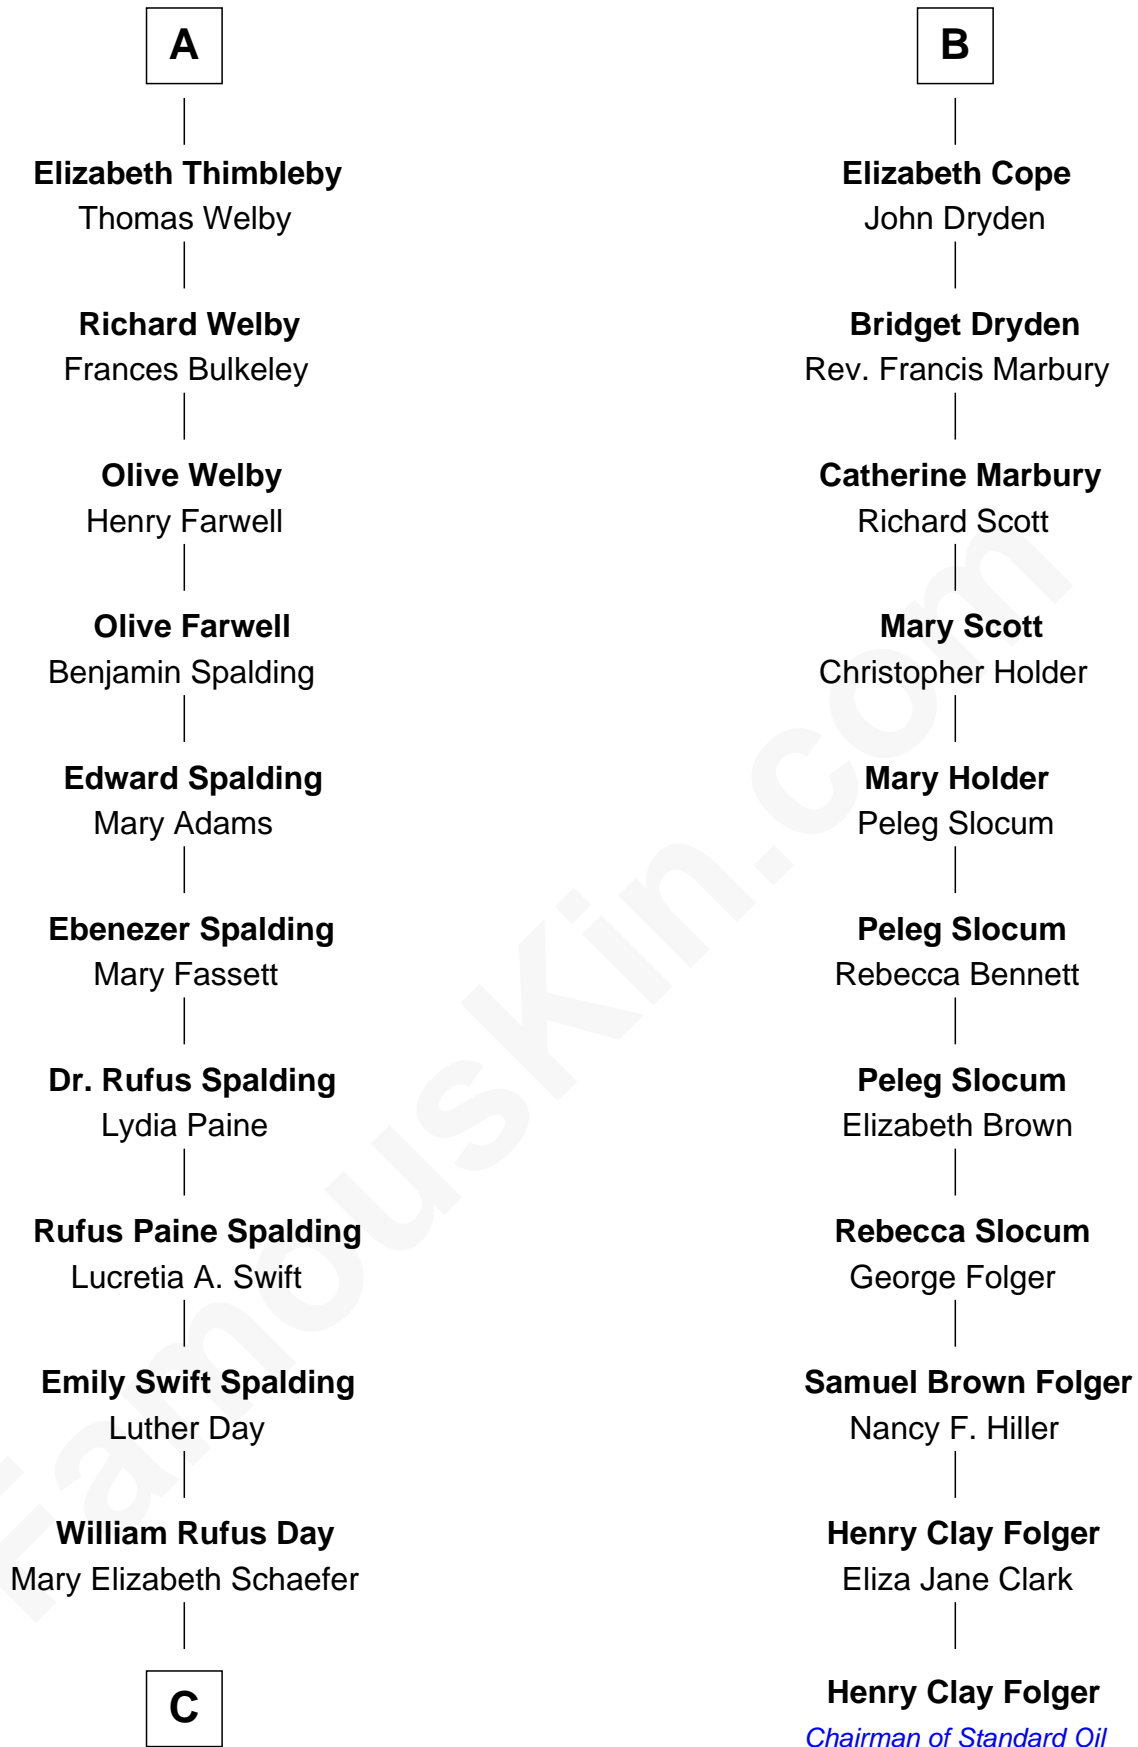 A
Elizabeth Thimbleby
Thomas Welby
Richard Welby
Frances Bulkeley
Olive Welby
Henry Farwell
Olive Farwell
Benjamin Spalding
Edward Spalding
Mary Adams
Ebenezer Spalding
Mary Fassett
Dr. Rufus Spalding
Lydia Paine
Rufus Paine Spalding
Lucretia A. Swift
Emily Swift Spalding
Luther Day
William Rufus Day
Mary Elizabeth Schaefer
C
B
Elizabeth Cope
John Dryden
Bridget Dryden
Rev. Francis Marbury
Catherine Marbury
Richard Scott
Mary Scott
Christopher Holder
Mary Holder
Peleg Slocum
Peleg Slocum
Rebecca Bennett
Peleg Slocum
Elizabeth Brown
Rebecca Slocum
George Folger
Samuel Brown Folger
Nancy F. Hiller
Henry Clay Folger
Eliza Jane Clark
Henry Clay Folger
Chairman of Standard Oil
FamousKin.com